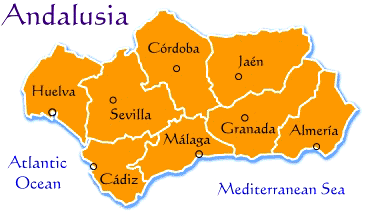 Andalusia
Córdoba
Jaén
Huelva
Sevilla
Granada
Almería
Málaga
Cádiz
Atlantic
Ocean
Mediterranean Sea